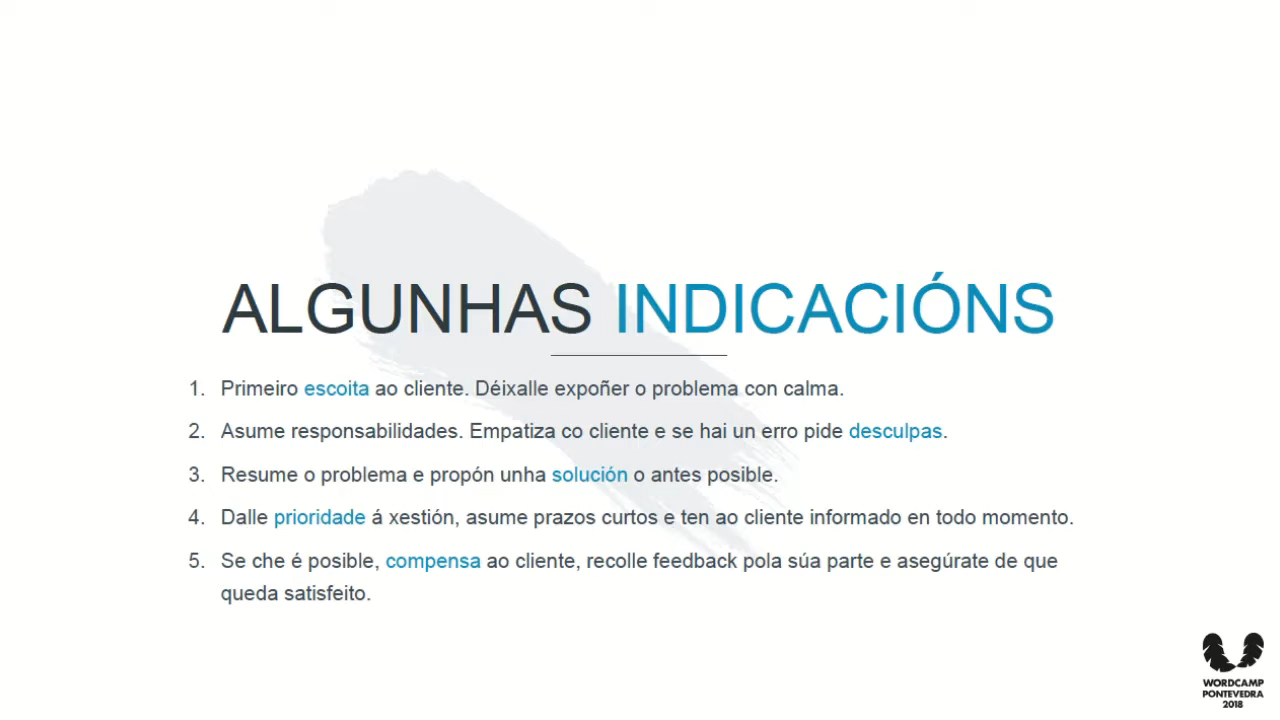 ALGUNHAS INDICACIÓNS
1. Primeiro escoita ao cliente. Déixalle expoñer o problema con calma.
2. Asume responsabilidades. Empatiza co cliente e se hai un erro pide desculpas.
3. Resume o problema e propón unha solución o antes posible.
4. Dalle prioridade á xestión, asume prazos curtos e ten ao cliente informado en todo momento.
5. Se che é posible, compensa ao cliente, recolle feedback pola súa parte e asegúrate de que
queda satisfeito.
WORDCAMP
PONTEVEDRA
2018